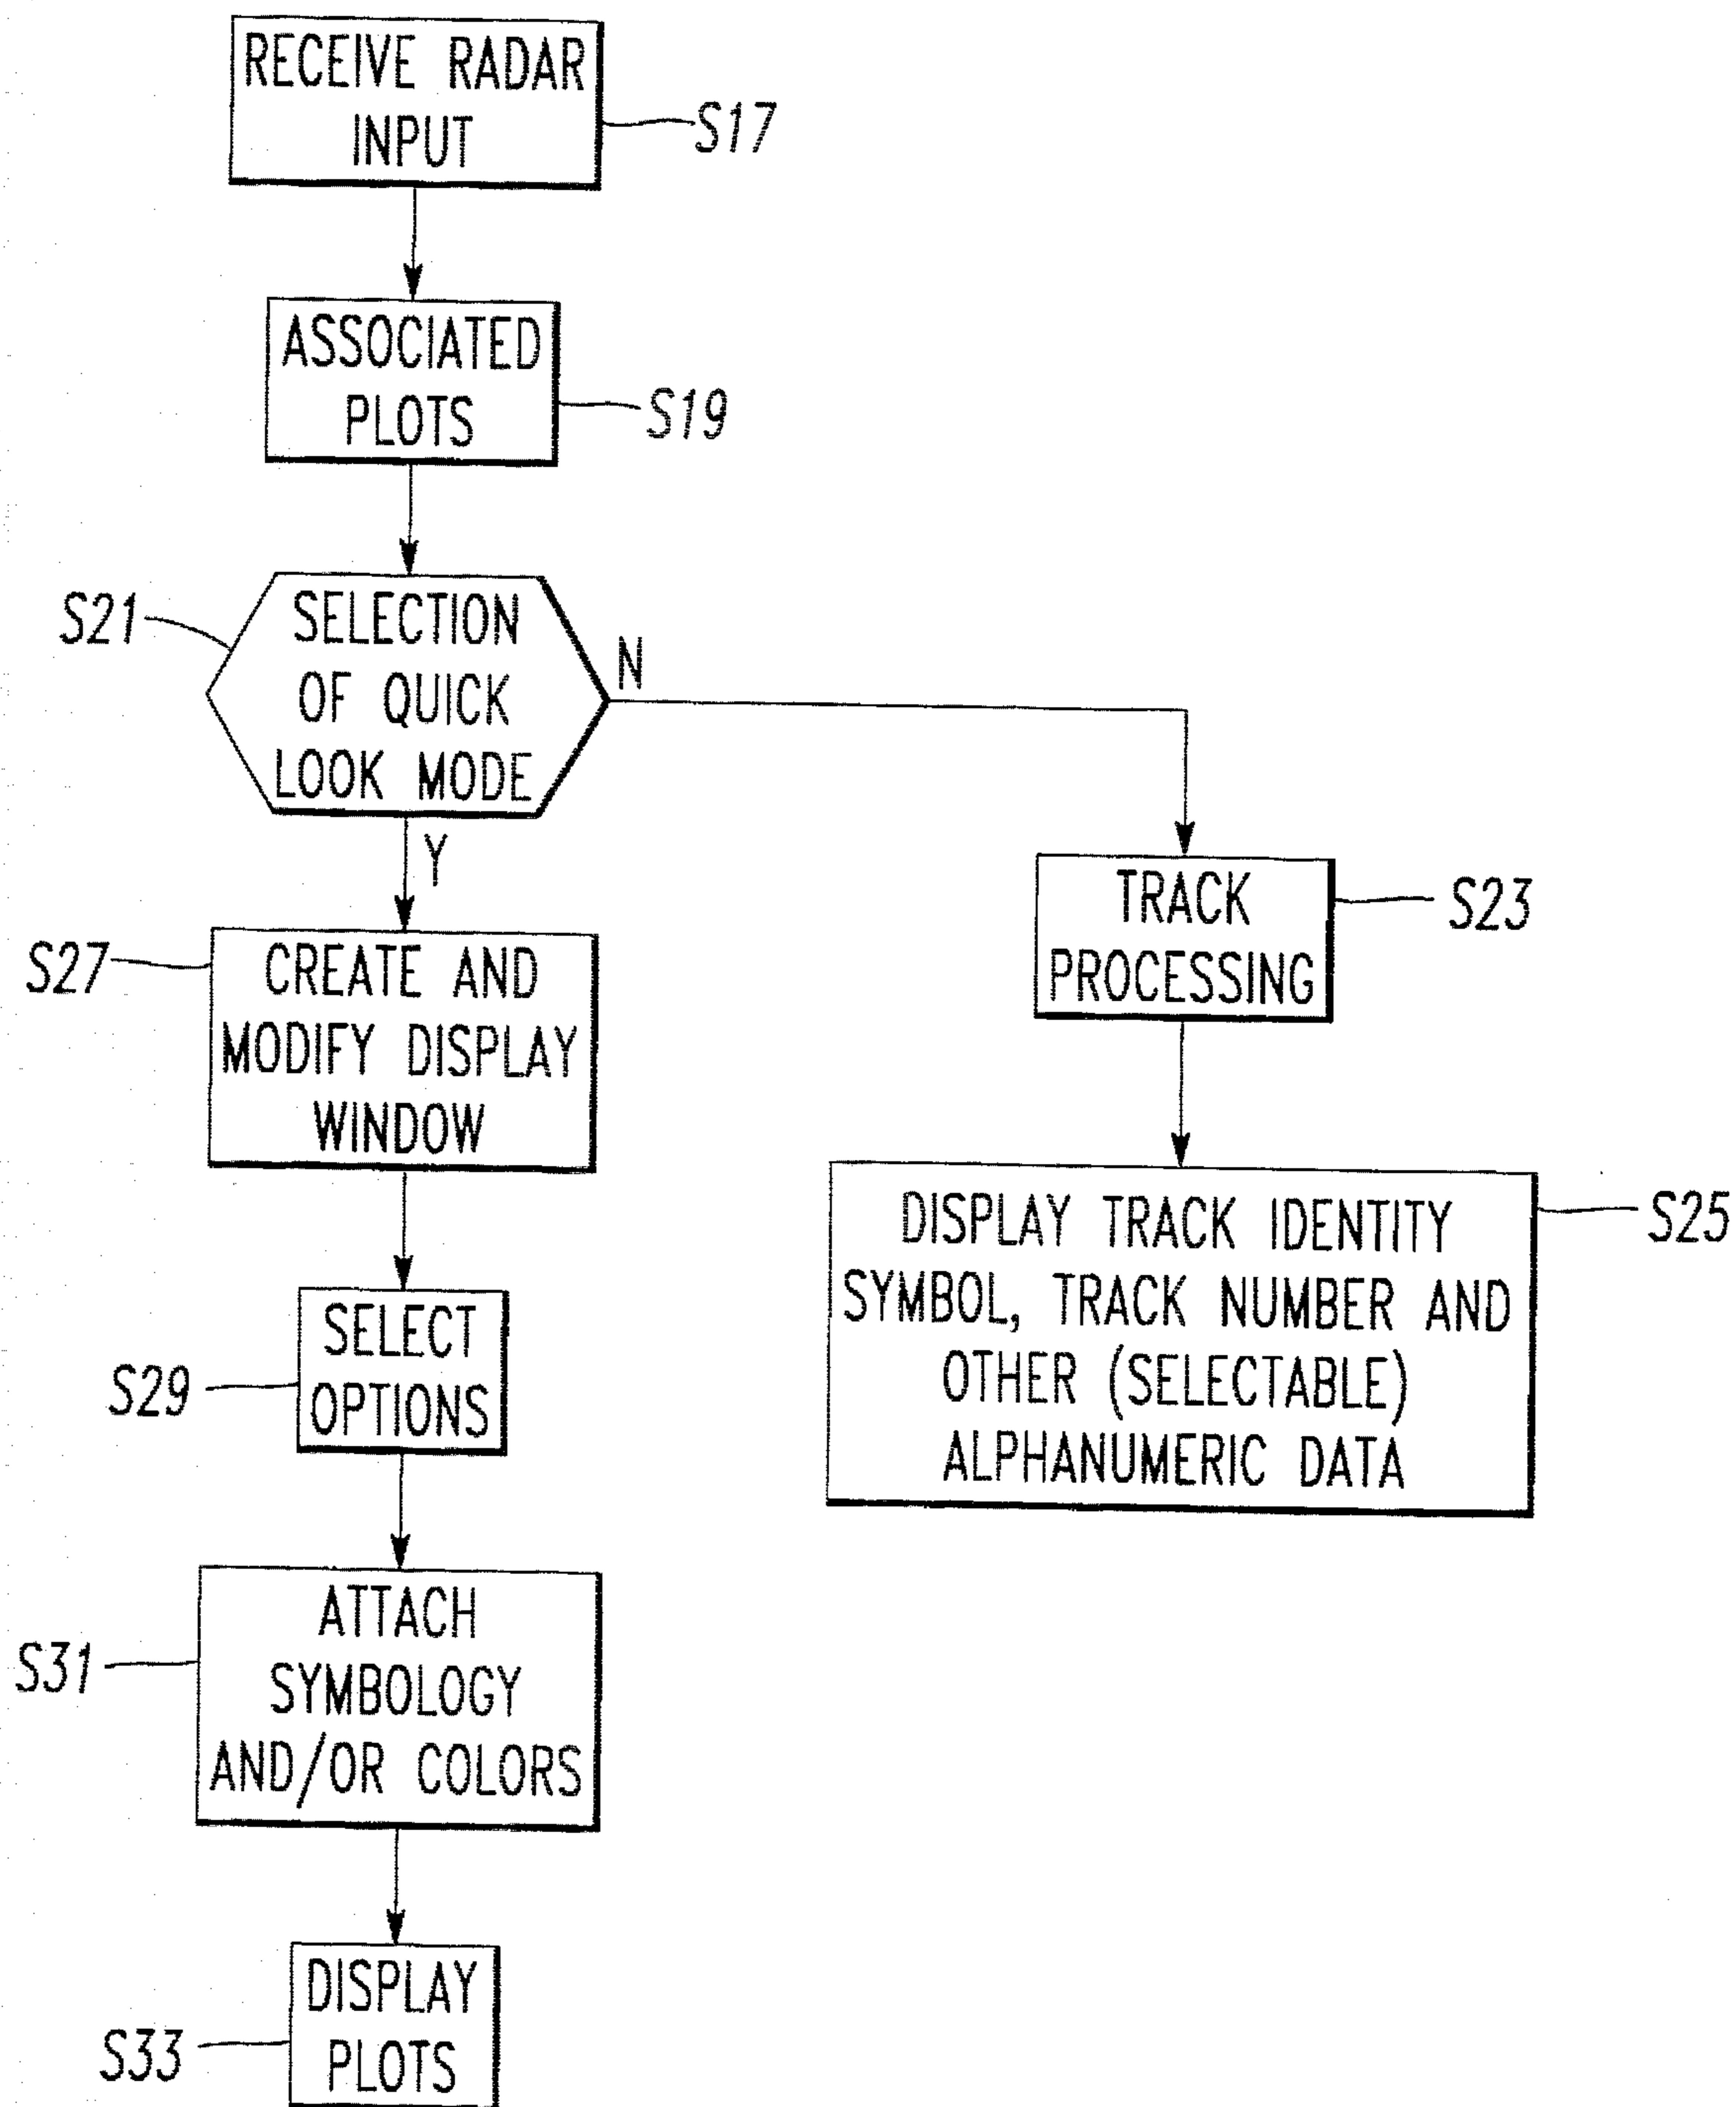 RECEIVE RADAR
INPUT
S17
ASSOCIATED
PLOTS
S19
S21
SELECTION
OF QUICK
LOOK MODE
N
Y
TRACK
PROCESSING
S23
S27
CREATE AND
MODIFY DISPLAY
WINDOW
DISPLAY TRACK IDENTITY
SYMBOL, TRACK NUMBER AND
OTHER (SELECTABLE)
ALPHANUMERIC DATA
S25
S29
SELECT
OPTIONS
S31
ATTACH
SYMBOLOGY
AND/OR COLORS
S33
DISPLAY
PLOTS